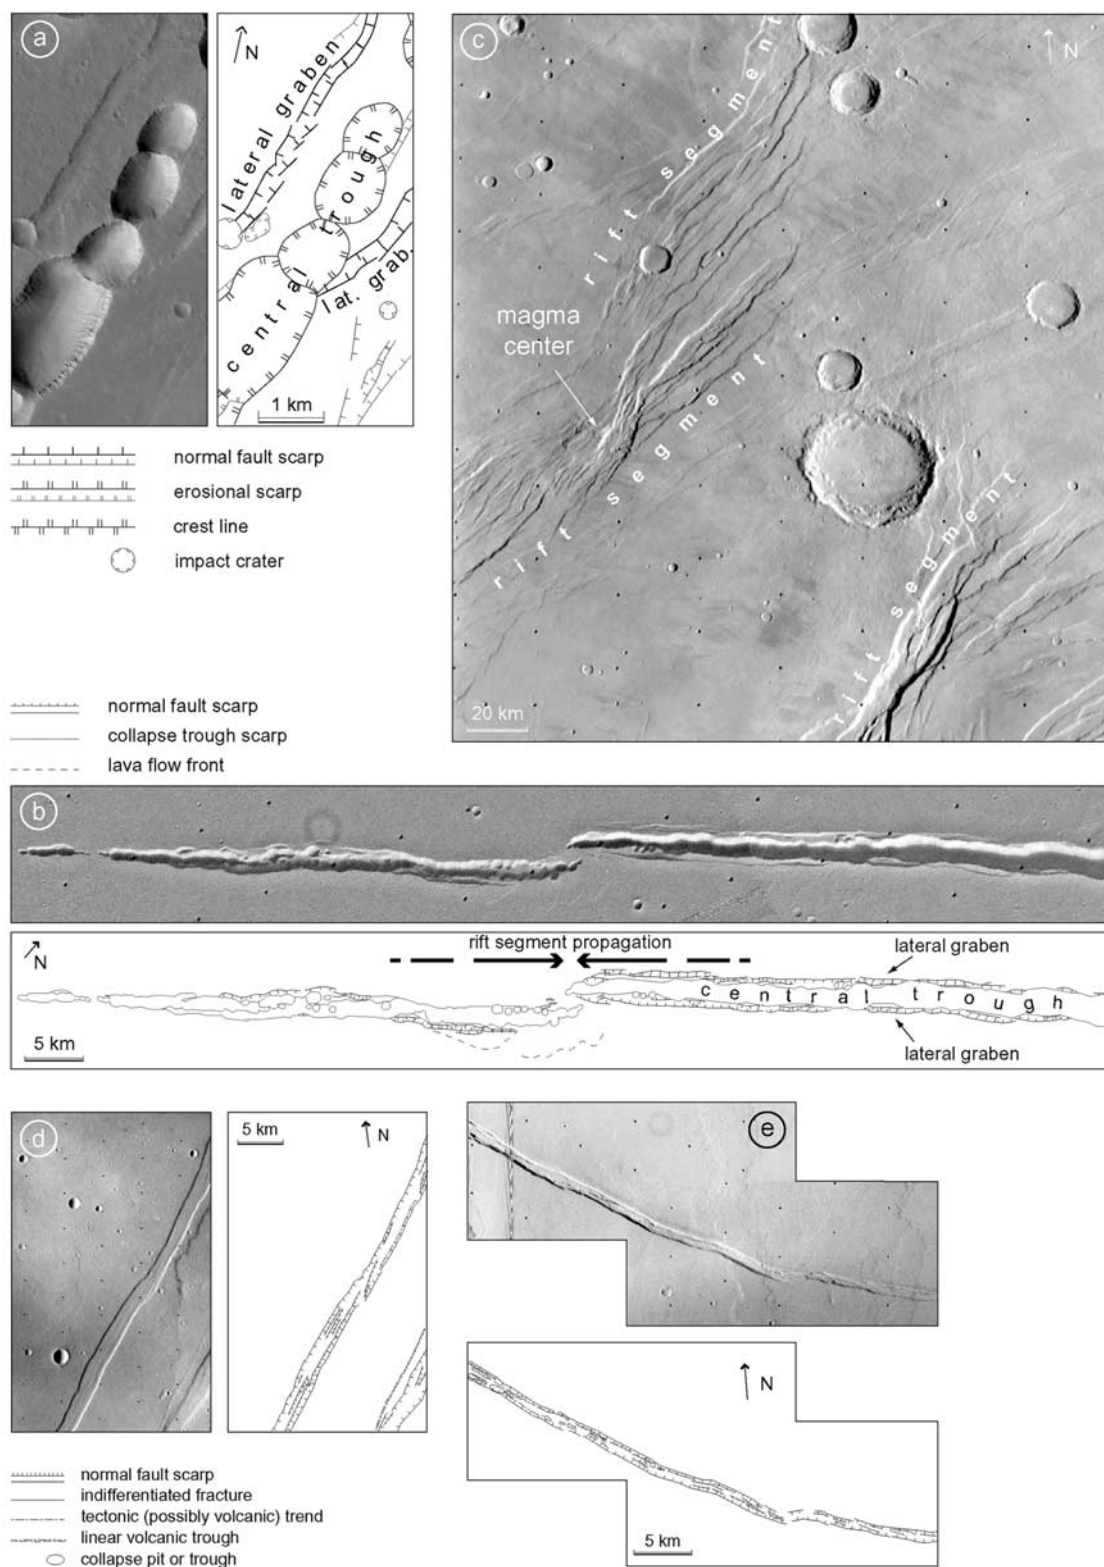 a
N
lateral graben
central trough
lat. grab.
1 km
normal fault scarp
erosional scarp
crest line
impact crater
c
N
rift segment
magma
center
rift segment
rift segment
20 km
normal fault scarp
collapse trough scarp
lava flow front
b
N
rift segment propagation
lateral graben
central trough
5 km
lateral graben
d
5 km
N
e
N
5 km
normal fault scarp
indifferentiated fracture
tectonic (possibly volcanic) trend
linear volcanic trough
collapse pit or trough